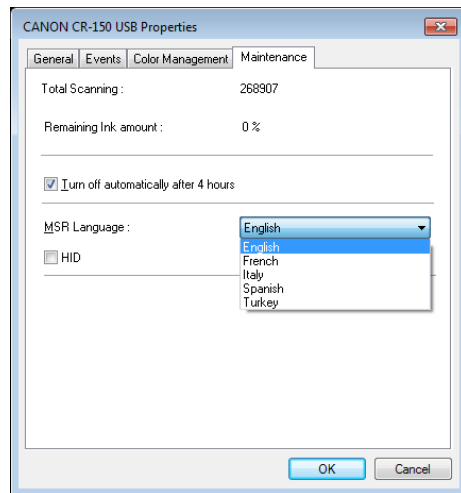 CANON CR-150 USB Properties
General Events Color Management Maintenance
Total Scanning : 268907
Remaining Ink amount : 0 %
Turn off automatically after 4 hours
MSR Language : English
English
HID
French
Italy
Spanish
Turkey
OK Cancel